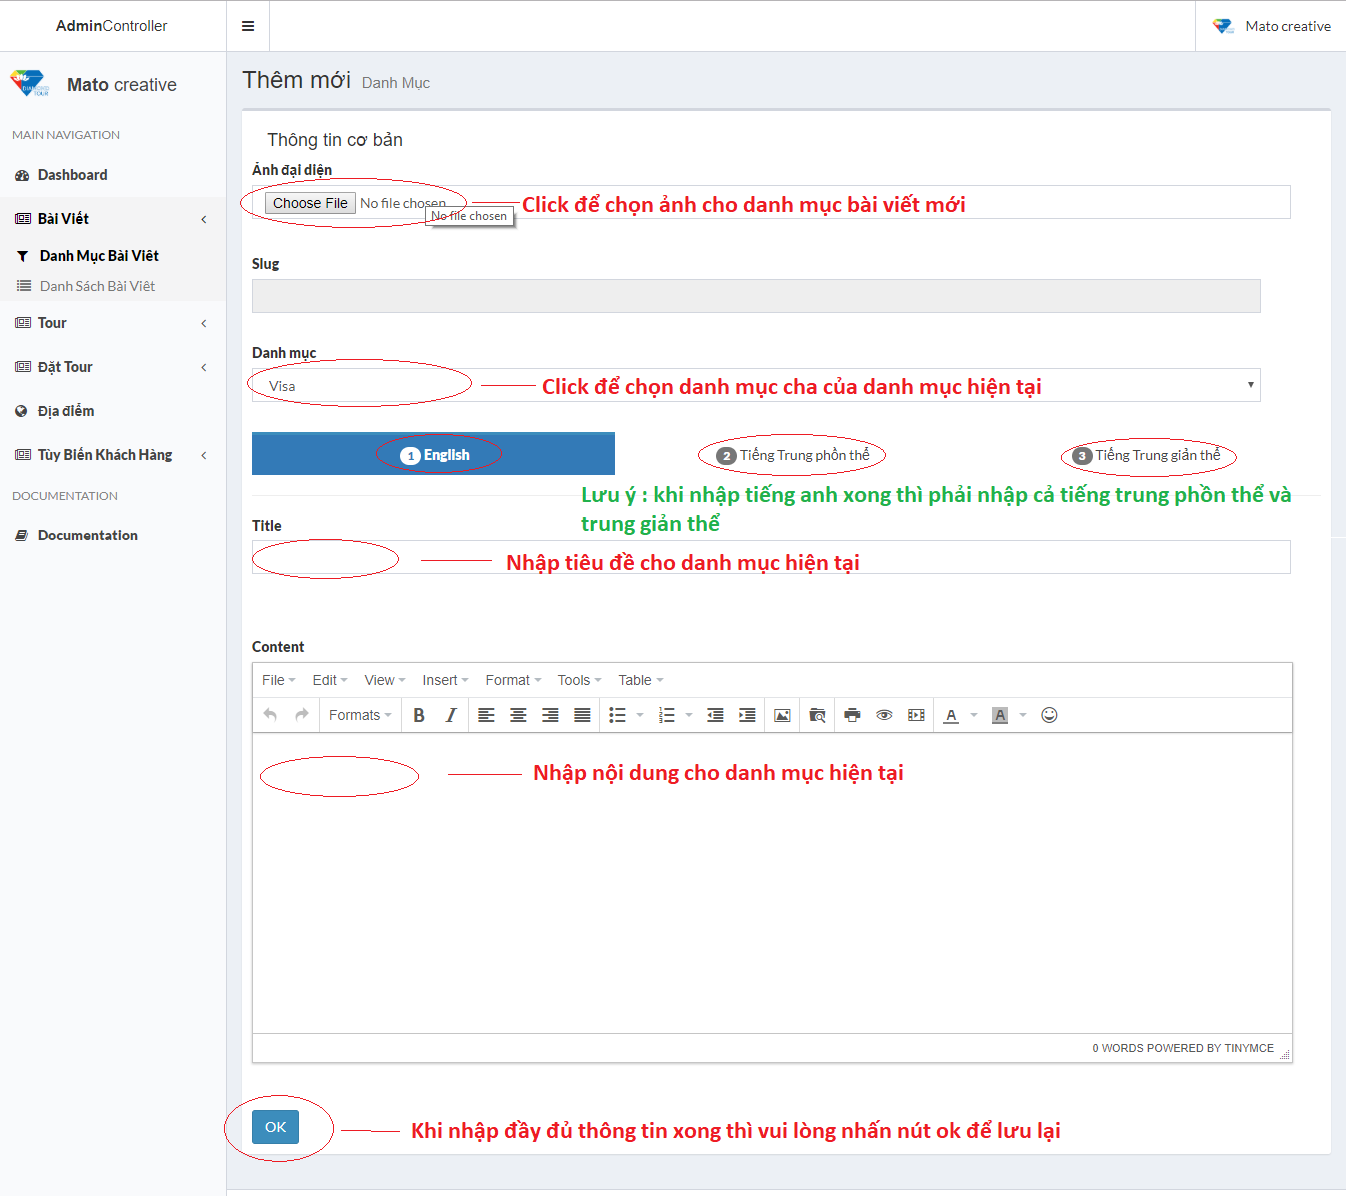 AdminController
Mato creative
Mato creative
MAIN NAVIGATION
Dashboard
Bài Viết
Danh Mục Bài Viêt
Danh Sách Bài Viêt
Tour
Đặt Tour
Địa điểm
Tùy Biến Khách Hàng
DOCUMENTATION
Documentation
Thêm mới Danh Mục
Thông tin cơ bản
Ảnh đại diện
Choose File No file chosen
No file chosen
Click để chọn ảnh cho danh mục bài viết mới
Slug
Danh mục
Visa
Click để chọn danh mục cha của danh mục hiện tại
1 English
2 Tiếng Trung phồn thể
3 Tiếng Trung giản thể
Lưu ý : khi nhập tiếng anh xong thì phải nhập cả tiếng trung phồn thể và
trung giản thể
Title
Nhập tiêu đề cho danh mục hiện tại
Content
File Edit View Insert Format Tools Table
Formats B I A A
Nhập nội dung cho danh mục hiện tại
0 WORDS POWERED BY TINYMCE
OK
Khi nhập đầy đủ thông tin xong thì vui lòng nhấn nút ok để lưu lại